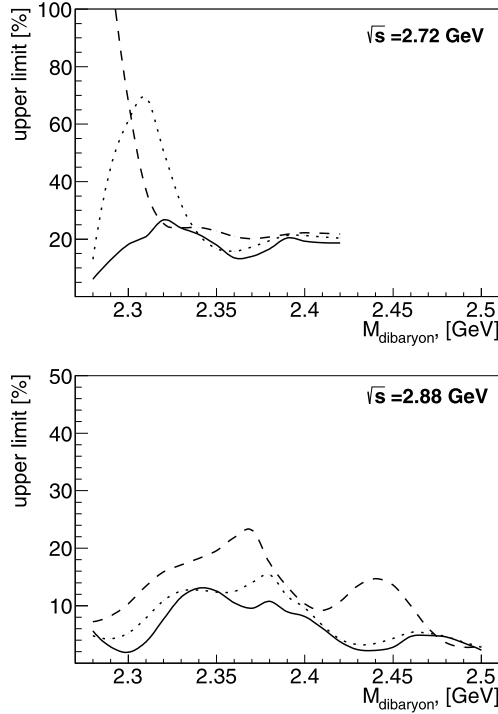 upper limit [%]
100
80
60
40
20
√s =2.72 GeV
2.3 2.35 2.4 2.45 2.5
M_dibaryon, [GeV]
upper limit [%]
50
40
30
20
10
√s =2.88 GeV
2.3 2.35 2.4 2.45 2.5
M_dibaryon, [GeV]